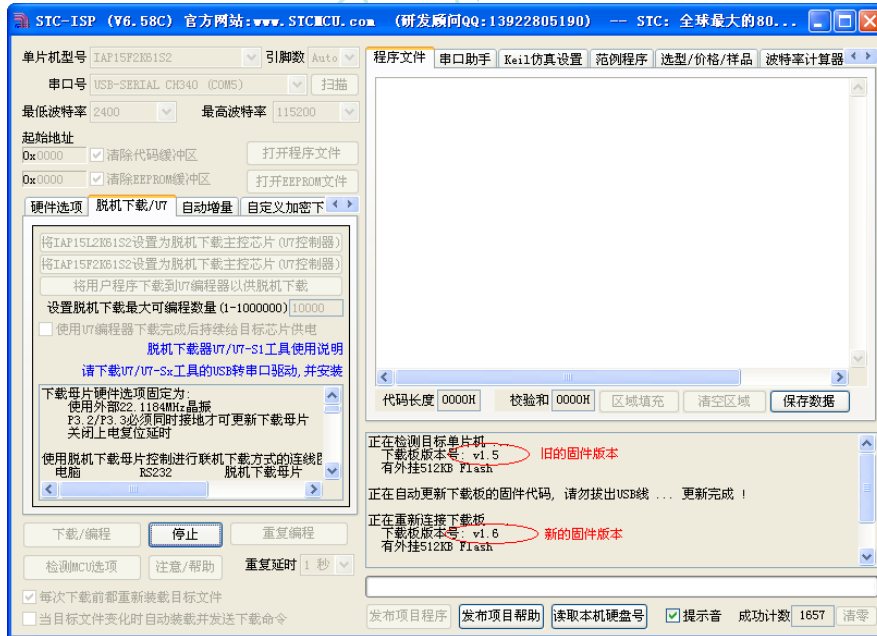 STC-ISP (V6.58C) 官方网站:www.STCMCU.com (研发顾问QQ:13922805190) -- STC: 全球最大的80...
单片机型号 IAP15F2K61S2 引脚数 Auto
串口号 USB-SERIAL CH340 (COM5) 扫描
最低波特率 2400 最高波特率 115200
起始地址
0x0000 清除代码缓冲区 打开程序文件
0x0000 清除EEPROM缓冲区 打开EEPROM文件
硬件选项 脱机下载/U7 自动增量 自定义加密下
将IAP15L2K61S2设置为脱机下载主控芯片(U7控制器)
将IAP15F2K61S2设置为脱机下载主控芯片(U7控制器)
将用户程序下载到U7编程器以供脱机下载
设置脱机下载最大可编程数量(1-1000000) 10000
使用U7编程器下载完成后持续给目标芯片供电
脱机下载器U7/U7-S1工具使用说明
请下载U7/U7-Sx工具的USB转串口驱动,并安装
下载母片硬件选项固定为:
使用外部22.1184MHz晶振
P3.2/P3.3必须同时接地才可更新下载母片
关闭上电复位延时
使用脱机下载母片控制进行联机下载方式的连线图
电脑 RS232 脱机下载母片
下载/编程 停止 重复编程
检测MCU选项 注意/帮助 重复延时 1 秒
每次下载前都重新装载目标文件
当目标文件变化时自动装载并发送下载命令
程序文件 串口助手 Keil仿真设置 范例程序 选型/价格/样品 波特率计算器
代码长度 0000H 校验和 0000H 区域填充 清空区域 保存数据
正在检测目标单片机 ...
下载板版本号: v1.5 旧的固件版本
有外挂512KB Flash
正在自动更新下载板的固件代码, 请勿拔出USB线 ... 更新完成 !
正在重新连接下载板 ...
下载板版本号: v1.6 新的固件版本
有外挂512KB Flash
发布项目程序 发布项目帮助 读取本机硬盘号 提示音 成功计数 1657 清零